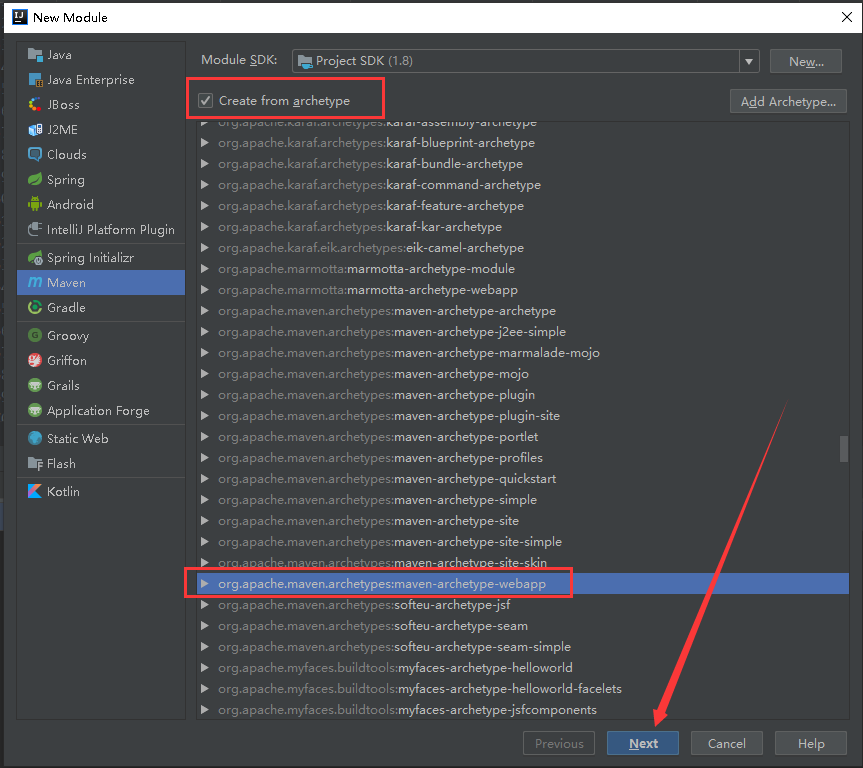 New Module
Java
Java Enterprise
JBoss
J2ME
Clouds
Spring
Android
IntelliJ Platform Plugin
Spring Initializr
Maven
Gradle
Groovy
Griffon
Grails
Application Forge
Static Web
Flash
Kotlin
Module SDK:
Project SDK (1.8)
New...
Create from archetype
Add Archetype...
org.apache.karaf.archetypes:karaf-assembly-archetype
org.apache.karaf.archetypes:karaf-blueprint-archetype
org.apache.karaf.archetypes:karaf-bundle-archetype
org.apache.karaf.archetypes:karaf-command-archetype
org.apache.karaf.archetypes:karaf-feature-archetype
org.apache.karaf.archetypes:karaf-kar-archetype
org.apache.karaf.eik.archetypes:eik-camel-archetype
org.apache.marmotta:marmotta-archetype-module
org.apache.marmotta:marmotta-archetype-webapp
org.apache.maven.archetypes:maven-archetype-archetype
org.apache.maven.archetypes:maven-archetype-j2ee-simple
org.apache.maven.archetypes:maven-archetype-marmalade-mojo
org.apache.maven.archetypes:maven-archetype-mojo
org.apache.maven.archetypes:maven-archetype-plugin
org.apache.maven.archetypes:maven-archetype-plugin-site
org.apache.maven.archetypes:maven-archetype-portlet
org.apache.maven.archetypes:maven-archetype-profiles
org.apache.maven.archetypes:maven-archetype-quickstart
org.apache.maven.archetypes:maven-archetype-simple
org.apache.maven.archetypes:maven-archetype-site
org.apache.maven.archetypes:maven-archetype-site-simple
org.apache.maven.archetypes:maven-archetype-site-skin
org.apache.maven.archetypes:maven-archetype-webapp
org.apache.maven.archetypes:softeu-archetype-jsf
org.apache.maven.archetypes:softeu-archetype-seam
org.apache.maven.archetypes:softeu-archetype-seam-simple
org.apache.myfaces.buildtools:myfaces-archetype-helloworld
org.apache.myfaces.buildtools:myfaces-archetype-helloworld-facelets
org.apache.myfaces.buildtools:myfaces-archetype-jsfcomponents
Previous
Next
Cancel
Help